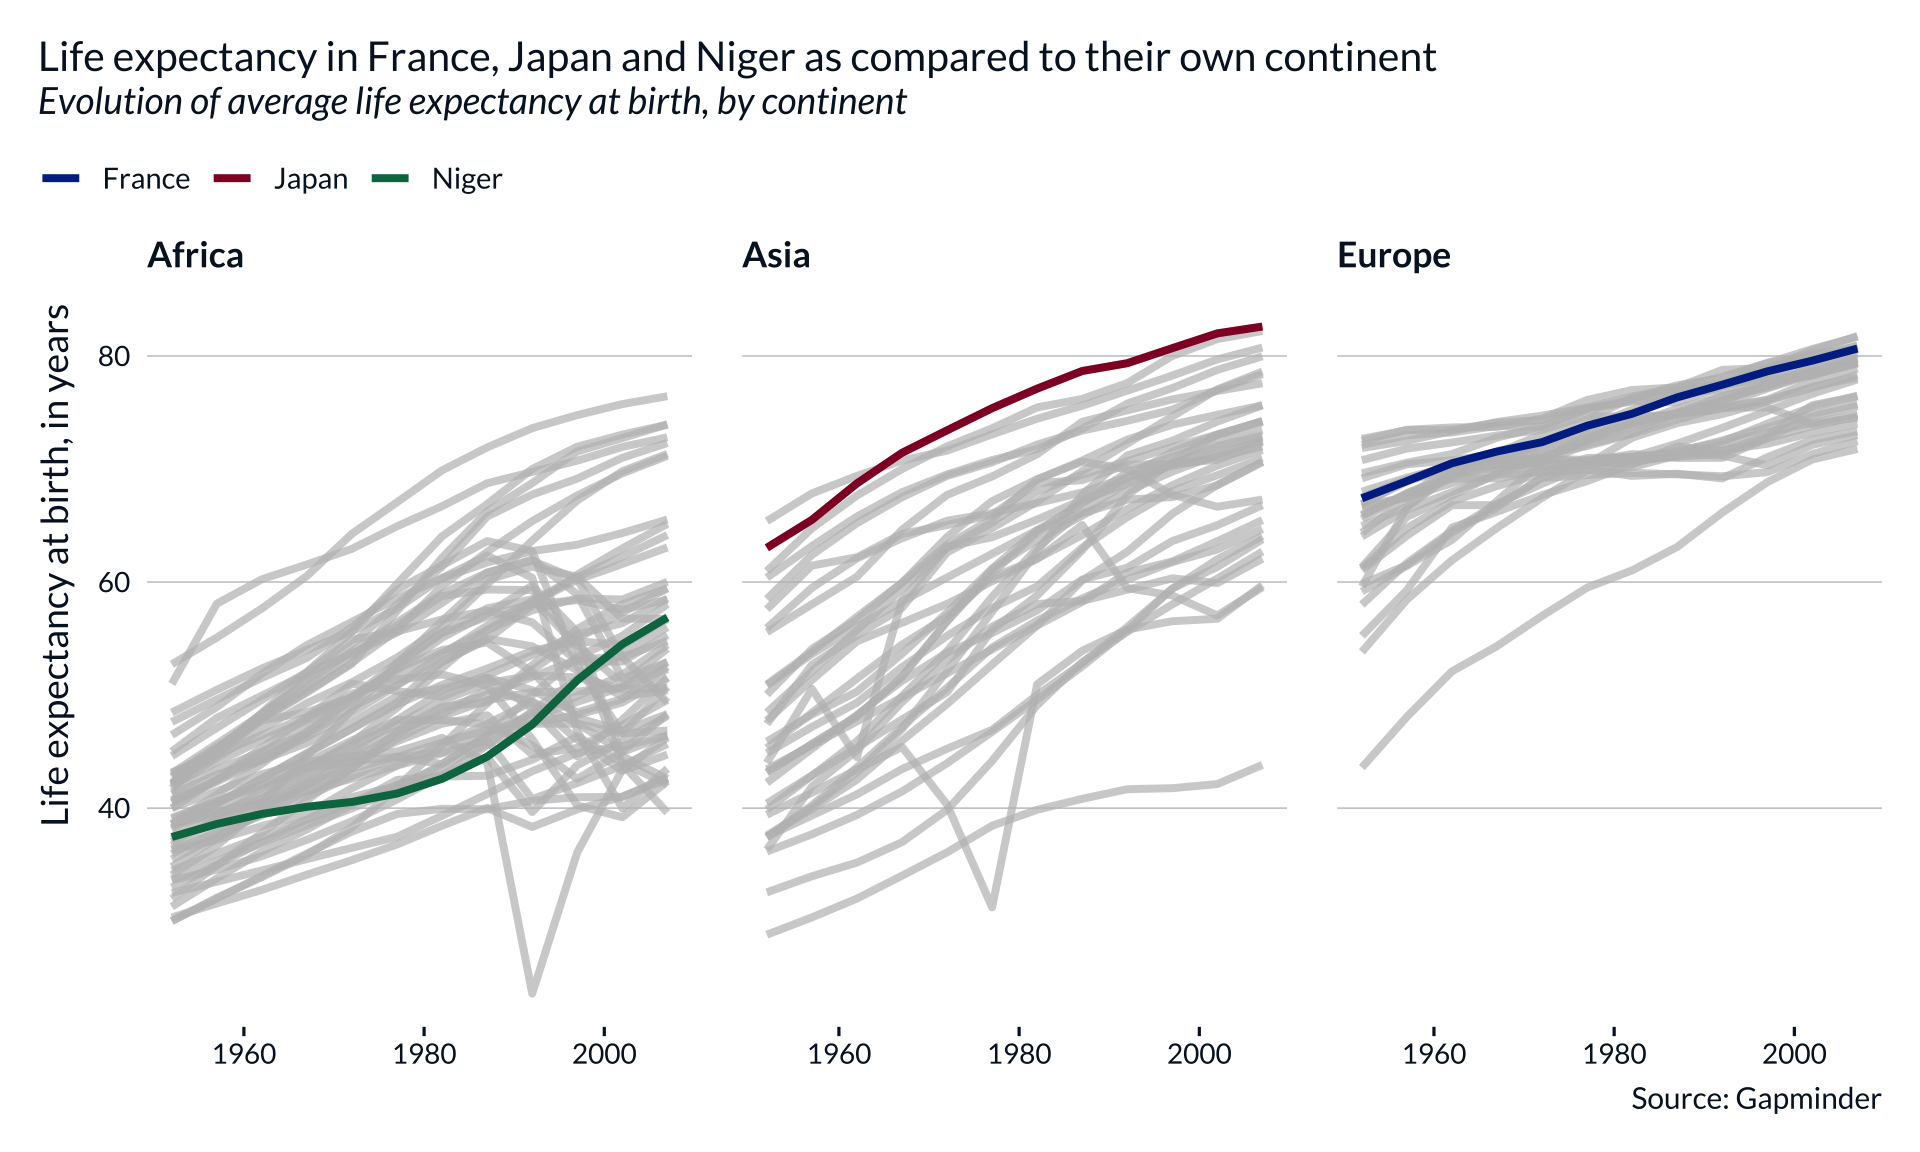 Life expectancy in France, Japan and Niger as compared to their own continent
Evolution of average life expectancy at birth, by continent
France Japan Niger
Africa Asia Europe
Life expectancy at birth, in years
80
60
40
1960 1980 2000 1960 1980 2000 1960 1980 2000
Source: Gapminder